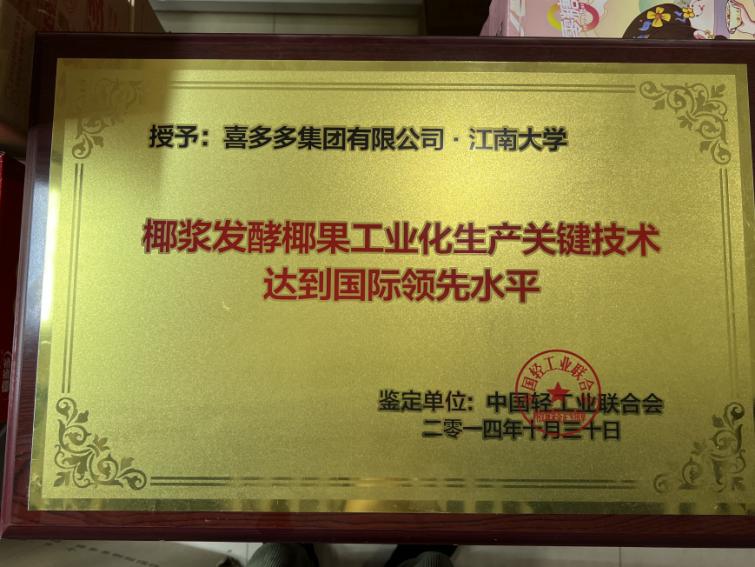 授予：喜多多集团有限公司·江南大学
椰浆发酵椰果工业化生产关键技术
达到国际领先水平
鉴定单位：中国轻工业联合会
二零一四年十月三十日